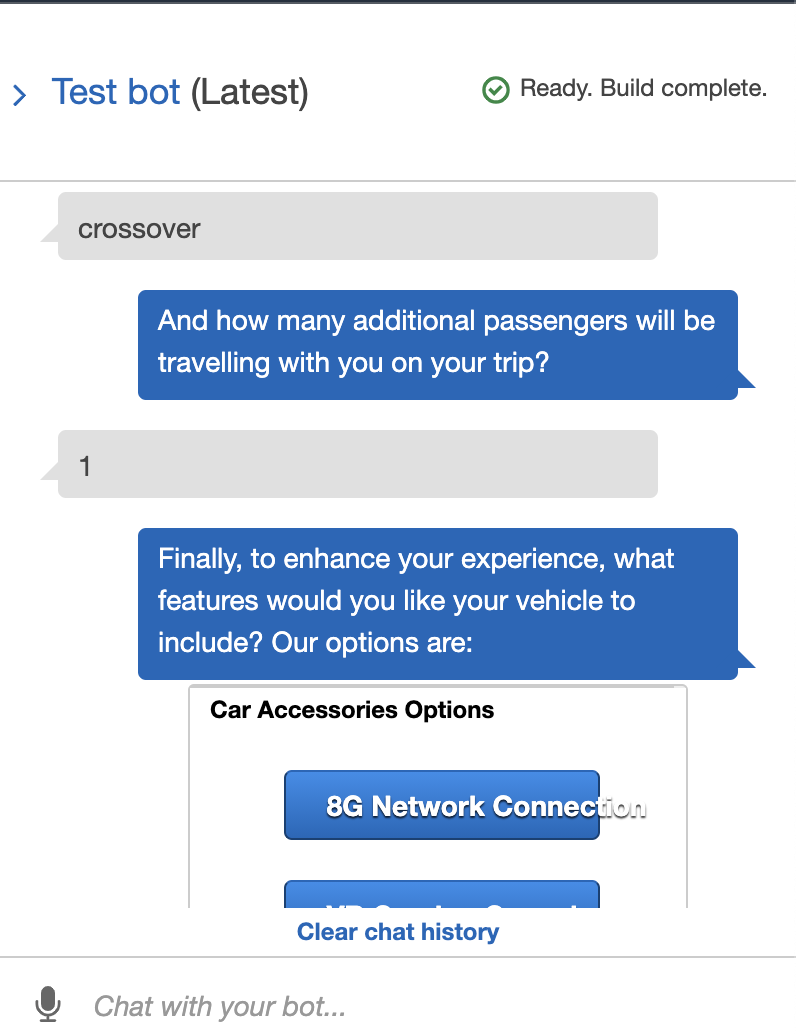 Test bot (Latest)
Ready. Build complete.
crossover
And how many additional passengers will be
travelling with you on your trip?
1
Finally, to enhance your experience, what
features would you like your vehicle to
include? Our options are:
Car Accessories Options
8G Network Connection
Clear chat history
Chat with your bot...